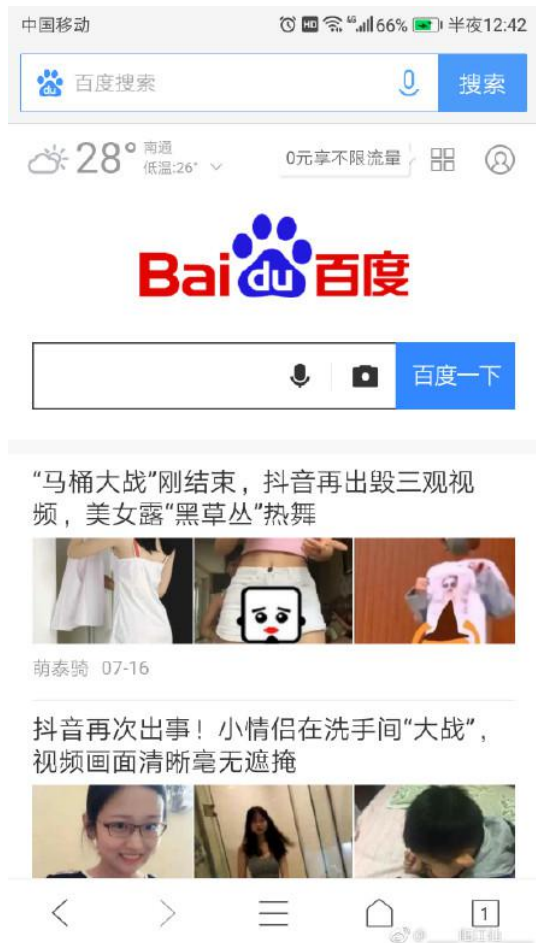 中国移动 HD 4G 66% 半夜12:42
百度搜索 搜索
28° 南通
低温:26° 0元享不限流量
Bai du 百度
百度一下
“马桶大战”刚结束，抖音再出毁三观视
频，美女露“黑草丛”热舞
萌泰骑 07-16
抖音再次出事！小情侣在洗手间“大战”，
视频画面清晰毫无遮掩
1